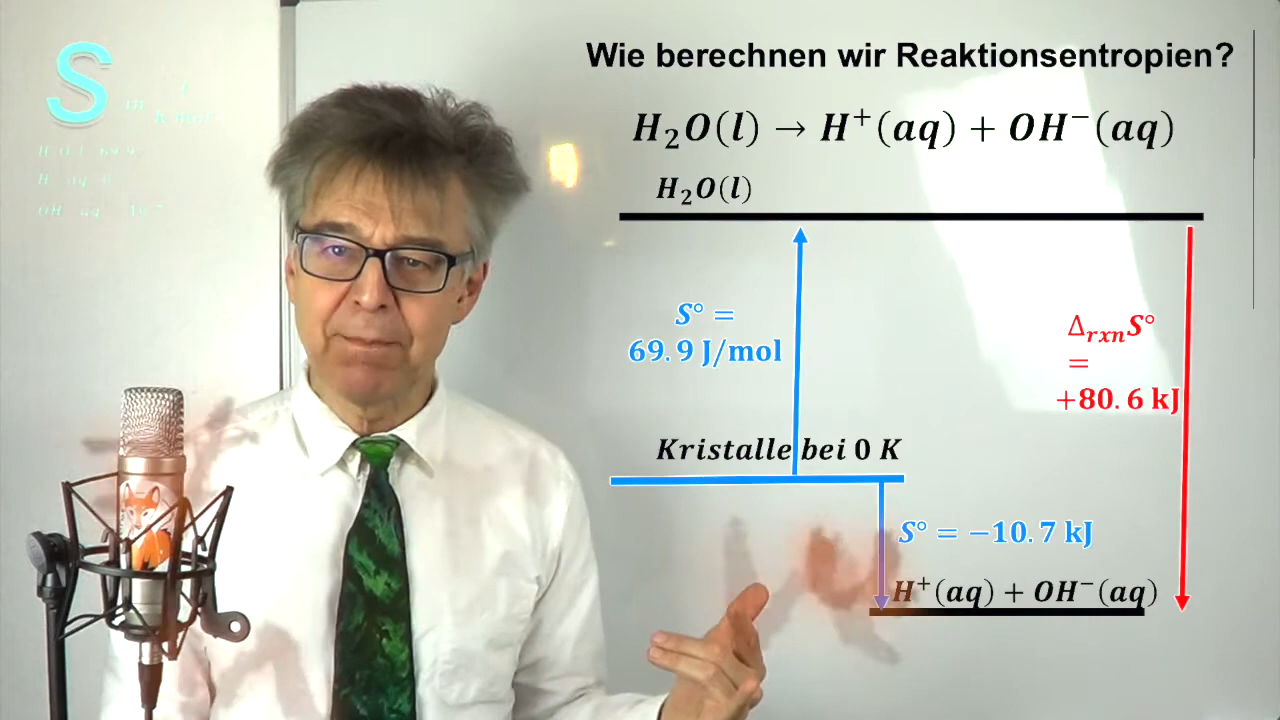 Wie berechnen wir Reaktionsentropien?
H₂O(l) → H⁺(aq) + OH⁻(aq)
H₂O(l)
S° =
69.9 J/mol
ΔᵣₓₙS°
=
+80.6 kJ
Kristalle bei 0 K
S° = −10.7 kJ
H⁺(aq) + OH⁻(aq)
S